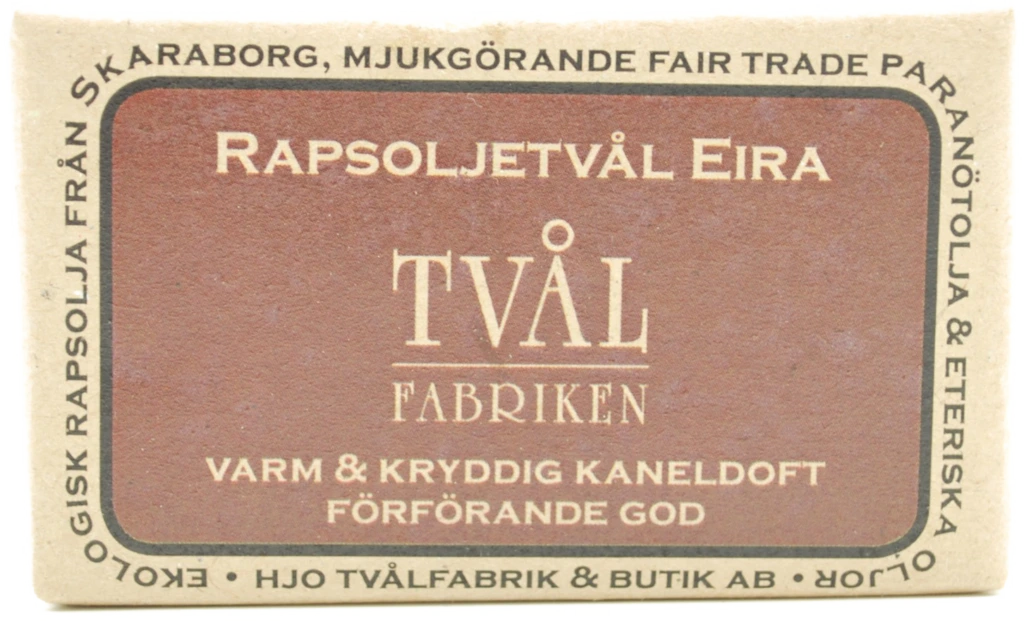 EKOLOGISK RAPSOLJA FRÅN SKARABORG, MJUKGÖRANDE FAIR TRADE PARANÖTOLJA & ETERISKA OLJOR
RAPSOLJETVÅL EIRA
TVÅL
FABRIKEN
VARM & KRYDDIG KANELDOFT
FÖRFÖRANDE GOD
• HJO TVÅLFABRIK & BUTIK AB •